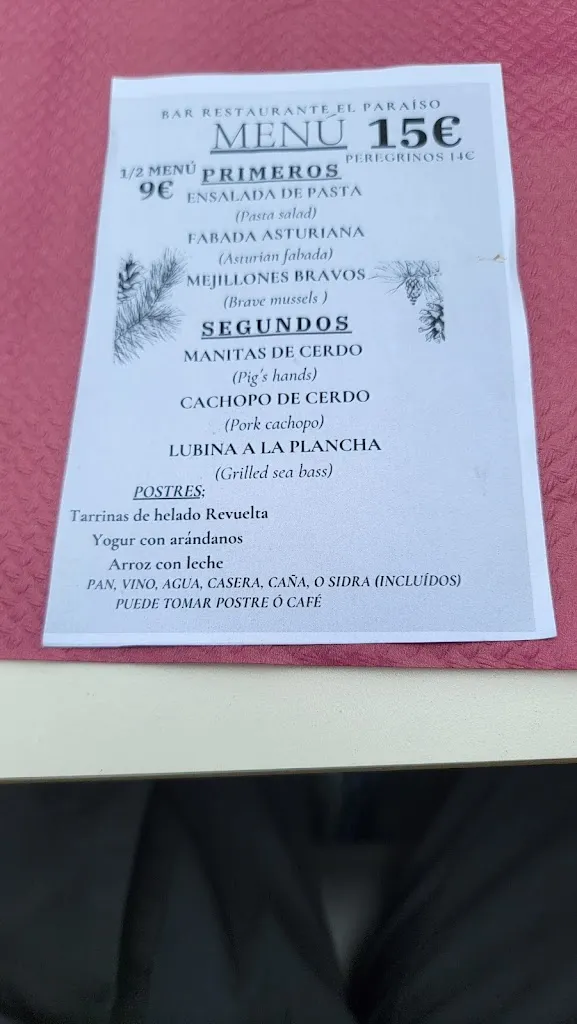 BAR RESTAURANTE EL PARAÍSO
MENÚ 15€
PEREGRINOS 14€
1/2 MENÚ
9€
PRIMEROS
ENSALADA DE PASTA
(Pasta salad)
FABADA ASTURIANA
(Asturian fabada)
MEJILLONES BRAVOS
(Brave mussels )
SEGUNDOS
MANITAS DE CERDO
(Pig's hands)
CACHOPO DE CERDO
(Pork cachopo)
LUBINA A LA PLANCHA
(Grilled sea bass)
POSTRES:
Tarrinas de helado Revuelta
Yogur con arándanos
Arroz con leche
PAN, VINO, AGUA, CASERA, CAÑA, O SIDRA (INCLUÍDOS)
PUEDE TOMAR POSTRE Ó CAFÉ